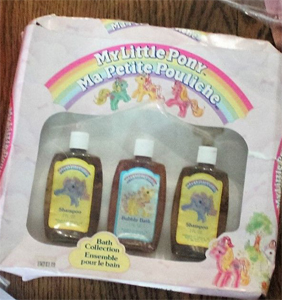 My Little Pony
Ma Petite Pouliche
Shampoo
Bubble Bath
Shampoo
Bath
Collection
Ensemble
pour le bain